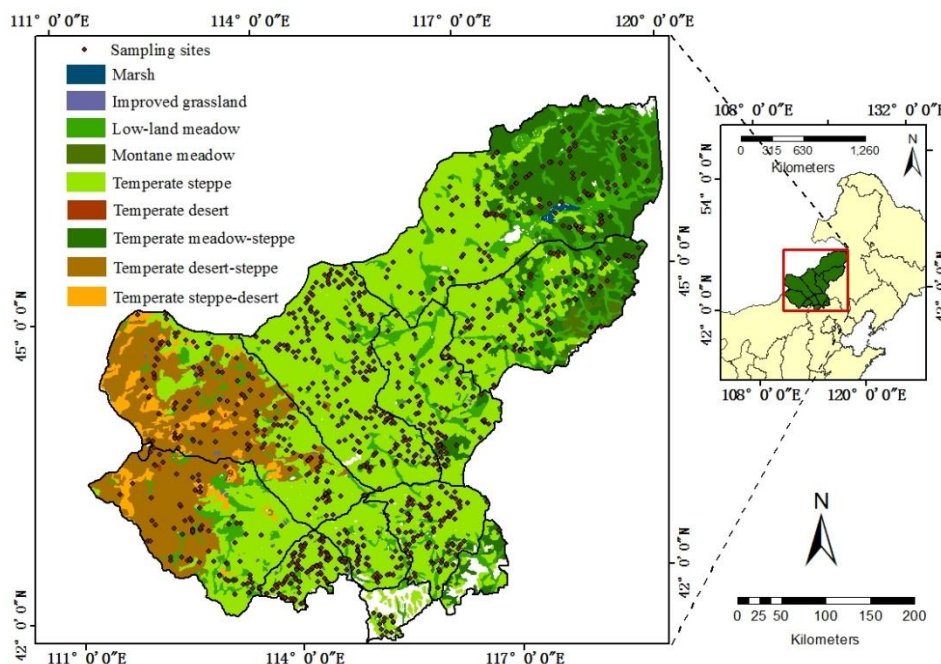 111° 0′ 0″E
114° 0′ 0″E
117° 0′ 0″E
120° 0′ 0″E
Sampling sites
Marsh
Improved grassland
Low-land meadow
Montane meadow
Temperate steppe
Temperate desert
Temperate meadow-steppe
Temperate desert-steppe
Temperate steppe-desert
45° 0′ 0″N
42° 0′ 0″N
45° 0′ 0″N
42° 0′ 0″N
111° 0′ 0″E
114° 0′ 0″E
117° 0′ 0″E
108° 0′ 0″E
132° 0′ 0″E
0 315 630 1,260
Kilometers
N
54° 0′ 0″N
42° 0′ 0″N
42° 0′ 0″N
108° 0′ 0″E
120° 0′ 0″E
N
0 25 50 100 150 200
Kilometers